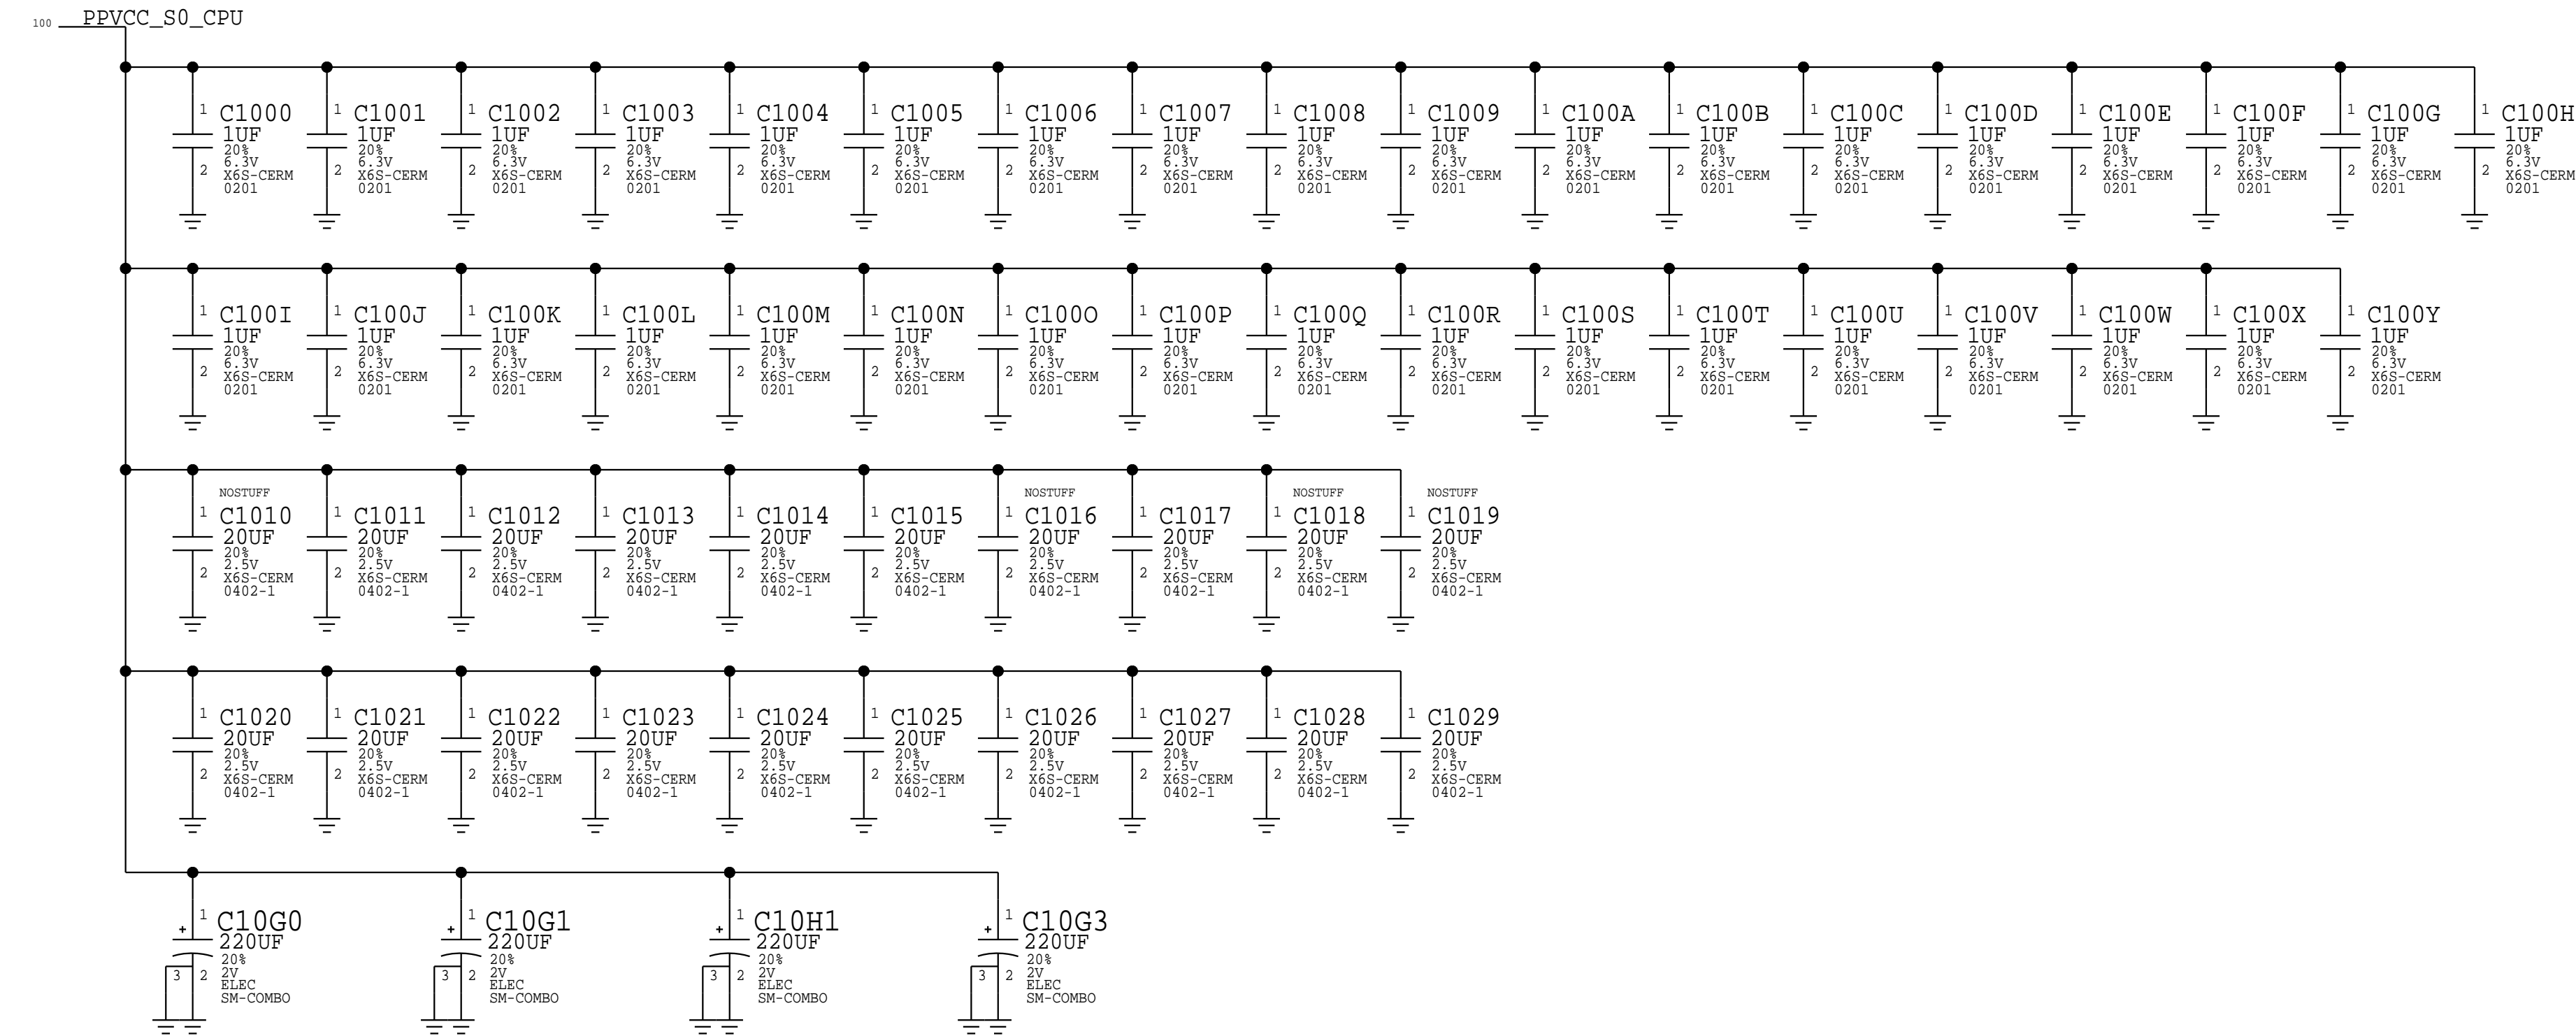 100 PPVCC_S0_CPU
1 C1000 1 C1001 1 C1002 1 C1003 1 C1004 1 C1005 1 C1006 1 C1007 1 C1008 1 C1009 1 C100A 1 C100B 1 C100C 1 C100D 1 C100E 1 C100F 1 C100G 1 C100H
1UF 1UF 1UF 1UF 1UF 1UF 1UF 1UF 1UF 1UF 1UF 1UF 1UF 1UF 1UF 1UF 1UF 1UF
20% 20% 20% 20% 20% 20% 20% 20% 20% 20% 20% 20% 20% 20% 20% 20% 20% 20%
6.3V 6.3V 6.3V 6.3V 6.3V 6.3V 6.3V 6.3V 6.3V 6.3V 6.3V 6.3V 6.3V 6.3V 6.3V 6.3V 6.3V 6.3V
2 X6S-CERM 2 X6S-CERM 2 X6S-CERM 2 X6S-CERM 2 X6S-CERM 2 X6S-CERM 2 X6S-CERM 2 X6S-CERM 2 X6S-CERM 2 X6S-CERM 2 X6S-CERM 2 X6S-CERM 2 X6S-CERM 2 X6S-CERM 2 X6S-CERM 2 X6S-CERM 2 X6S-CERM 2 X6S-CERM
0201 0201 0201 0201 0201 0201 0201 0201 0201 0201 0201 0201 0201 0201 0201 0201 0201 0201
1 C100I 1 C100J 1 C100K 1 C100L 1 C100M 1 C100N 1 C100O 1 C100P 1 C100Q 1 C100R 1 C100S 1 C100T 1 C100U 1 C100V 1 C100W 1 C100X 1 C100Y
1UF 1UF 1UF 1UF 1UF 1UF 1UF 1UF 1UF 1UF 1UF 1UF 1UF 1UF 1UF 1UF 1UF
20% 20% 20% 20% 20% 20% 20% 20% 20% 20% 20% 20% 20% 20% 20% 20% 20%
6.3V 6.3V 6.3V 6.3V 6.3V 6.3V 6.3V 6.3V 6.3V 6.3V 6.3V 6.3V 6.3V 6.3V 6.3V 6.3V 6.3V
2 X6S-CERM 2 X6S-CERM 2 X6S-CERM 2 X6S-CERM 2 X6S-CERM 2 X6S-CERM 2 X6S-CERM 2 X6S-CERM 2 X6S-CERM 2 X6S-CERM 2 X6S-CERM 2 X6S-CERM 2 X6S-CERM 2 X6S-CERM 2 X6S-CERM 2 X6S-CERM 2 X6S-CERM
0201 0201 0201 0201 0201 0201 0201 0201 0201 0201 0201 0201 0201 0201 0201 0201 0201
NOSTUFF NOSTUFF NOSTUFF NOSTUFF
1 C1010 1 C1011 1 C1012 1 C1013 1 C1014 1 C1015 1 C1016 1 C1017 1 C1018 1 C1019
20UF 20UF 20UF 20UF 20UF 20UF 20UF 20UF 20UF 20UF
20% 20% 20% 20% 20% 20% 20% 20% 20% 20%
2.5V 2.5V 2.5V 2.5V 2.5V 2.5V 2.5V 2.5V 2.5V 2.5V
2 X6S-CERM 2 X6S-CERM 2 X6S-CERM 2 X6S-CERM 2 X6S-CERM 2 X6S-CERM 2 X6S-CERM 2 X6S-CERM 2 X6S-CERM 2 X6S-CERM
0402-1 0402-1 0402-1 0402-1 0402-1 0402-1 0402-1 0402-1 0402-1 0402-1
1 C1020 1 C1021 1 C1022 1 C1023 1 C1024 1 C1025 1 C1026 1 C1027 1 C1028 1 C1029
20UF 20UF 20UF 20UF 20UF 20UF 20UF 20UF 20UF 20UF
20% 20% 20% 20% 20% 20% 20% 20% 20% 20%
2.5V 2.5V 2.5V 2.5V 2.5V 2.5V 2.5V 2.5V 2.5V 2.5V
2 X6S-CERM 2 X6S-CERM 2 X6S-CERM 2 X6S-CERM 2 X6S-CERM 2 X6S-CERM 2 X6S-CERM 2 X6S-CERM 2 X6S-CERM 2 X6S-CERM
0402-1 0402-1 0402-1 0402-1 0402-1 0402-1 0402-1 0402-1 0402-1 0402-1
1 C10G0 1 C10G1 1 C10H1 1 C10G3
+ 220UF + 220UF + 220UF + 220UF
20% 20% 20% 20%
3 2 2V 3 2 2V 3 2 2V 3 2 2V
ELEC ELEC ELEC ELEC
SM-COMBO SM-COMBO SM-COMBO SM-COMBO